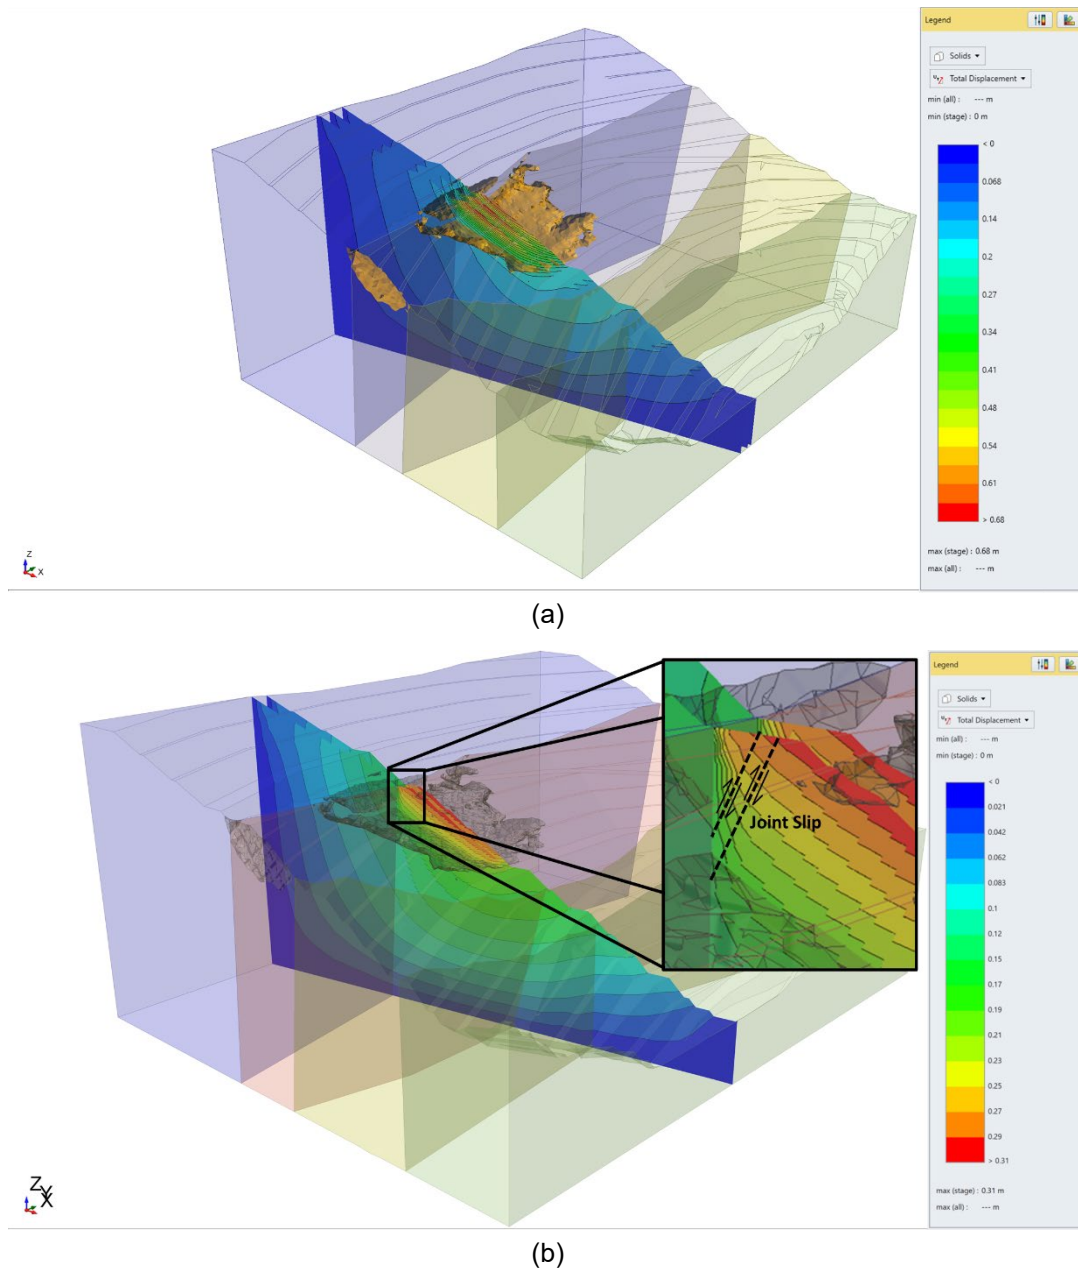 Legend
Solids
Total Displacement
min (all) : --- m
min (stage) : 0 m
< 0
0.068
0.14
0.2
0.27
0.34
0.41
0.48
0.54
0.61
> 0.68
max (stage) : 0.68 m
max (all) : --- m
Z
X
(a)
Legend
Solids
Total Displacement
min (all) : --- m
min (stage) : 0 m
< 0
0.021
0.042
0.062
0.083
0.1
0.12
0.15
0.17
0.19
0.21
0.23
0.25
0.27
0.29
> 0.31
max (stage) : 0.31 m
max (all) : --- m
Joint Slip
Z
Y
X
(b)